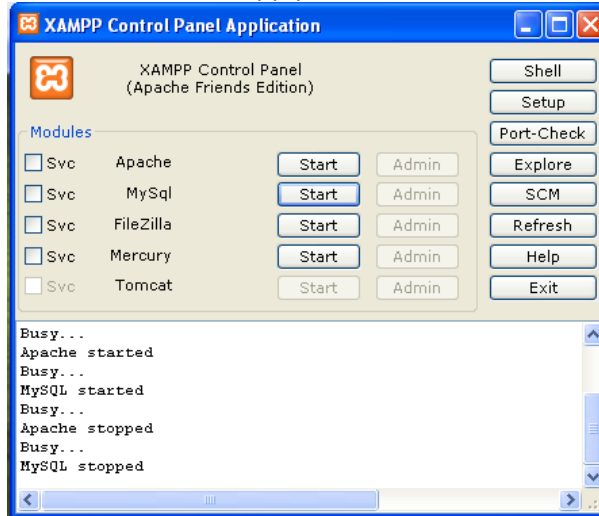 XAMPP Control Panel Application
XAMPP Control Panel
(Apache Friends Edition)
Shell
Setup
Port-Check
Explore
SCM
Refresh
Help
Exit
Modules
Svc Apache Start Admin
Svc MySql Start Admin
Svc FileZilla Start Admin
Svc Mercury Start Admin
Svc Tomcat Start Admin
Busy...
Apache started
Busy...
MySQL started
Busy...
Apache stopped
Busy...
MySQL stopped